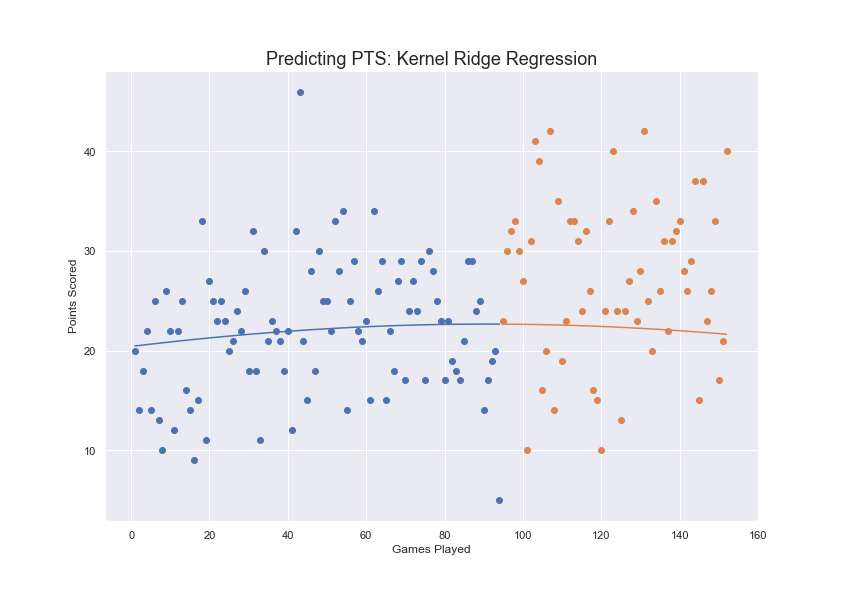 Predicting PTS: Kernel Ridge Regression
Points Scored
40
30
20
10
0 20 40 60 80 100 120 140 160
Games Played